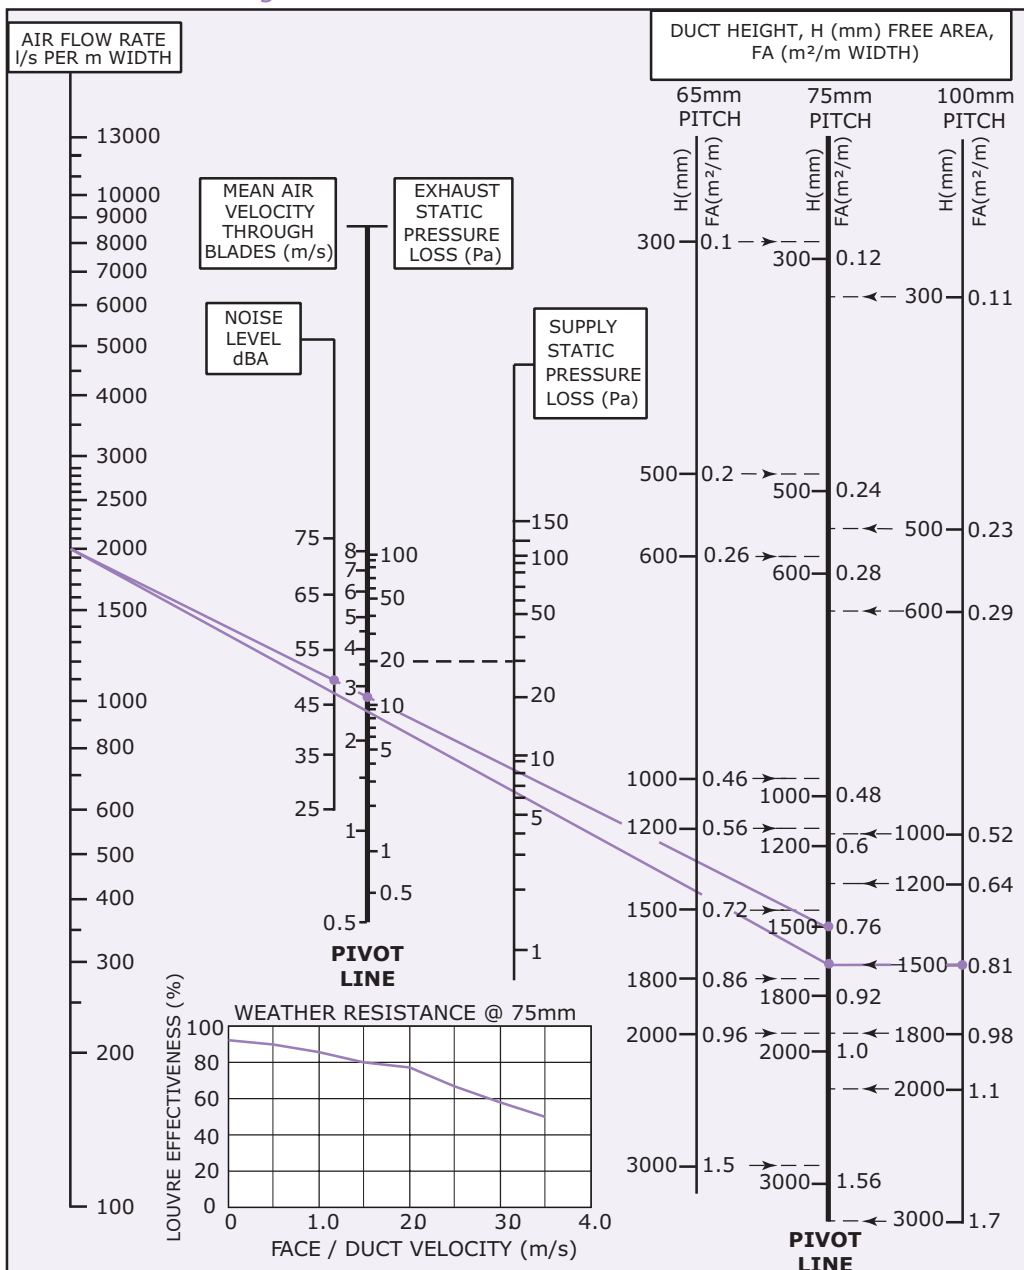 AIR FLOW RATE
l/s PER m WIDTH
13000
10000
9000
8000
7000
6000
5000
4000
3000
2500
2000
1500
1000
800
600
500
400
300
200
100
MEAN AIR
VELOCITY
THROUGH
BLADES (m/s)
EXHAUST
STATIC
PRESSURE
LOSS (Pa)
NOISE
LEVEL
dBA
75
65
55
45
35
25
8
7
6
5
4
3
2
1
0.5
100
50
20
10
5
1
0.5
PIVOT
LINE
SUPPLY
STATIC
PRESSURE
LOSS (Pa)
150
100
50
20
10
5
1
DUCT HEIGHT, H (mm) FREE AREA,
FA (m²/m WIDTH)
65mm
PITCH
H(mm)
FA(m²/m)
300 0.1
500 0.2
600 0.26
1000 0.46
1200 0.56
1500 0.72
1800 0.86
2000 0.96
3000 1.5
75mm
PITCH
H(mm)
FA(m²/m)
300 0.12
500 0.24
600 0.28
1000 0.48
1200 0.6
1500 0.76
1800 0.92
2000 1.0
3000 1.56
PIVOT
LINE
100mm
PITCH
H(mm)
FA(m²/m)
300 0.11
500 0.23
600 0.29
1000 0.52
1200 0.64
1500 0.81
1800 0.98
2000 1.1
3000 1.7
WEATHER RESISTANCE @ 75mm
LOUVRE EFFECTIVENESS (%)
100
80
60
40
20
0
0 1.0 2.0 3.0 4.0
FACE / DUCT VELOCITY (m/s)